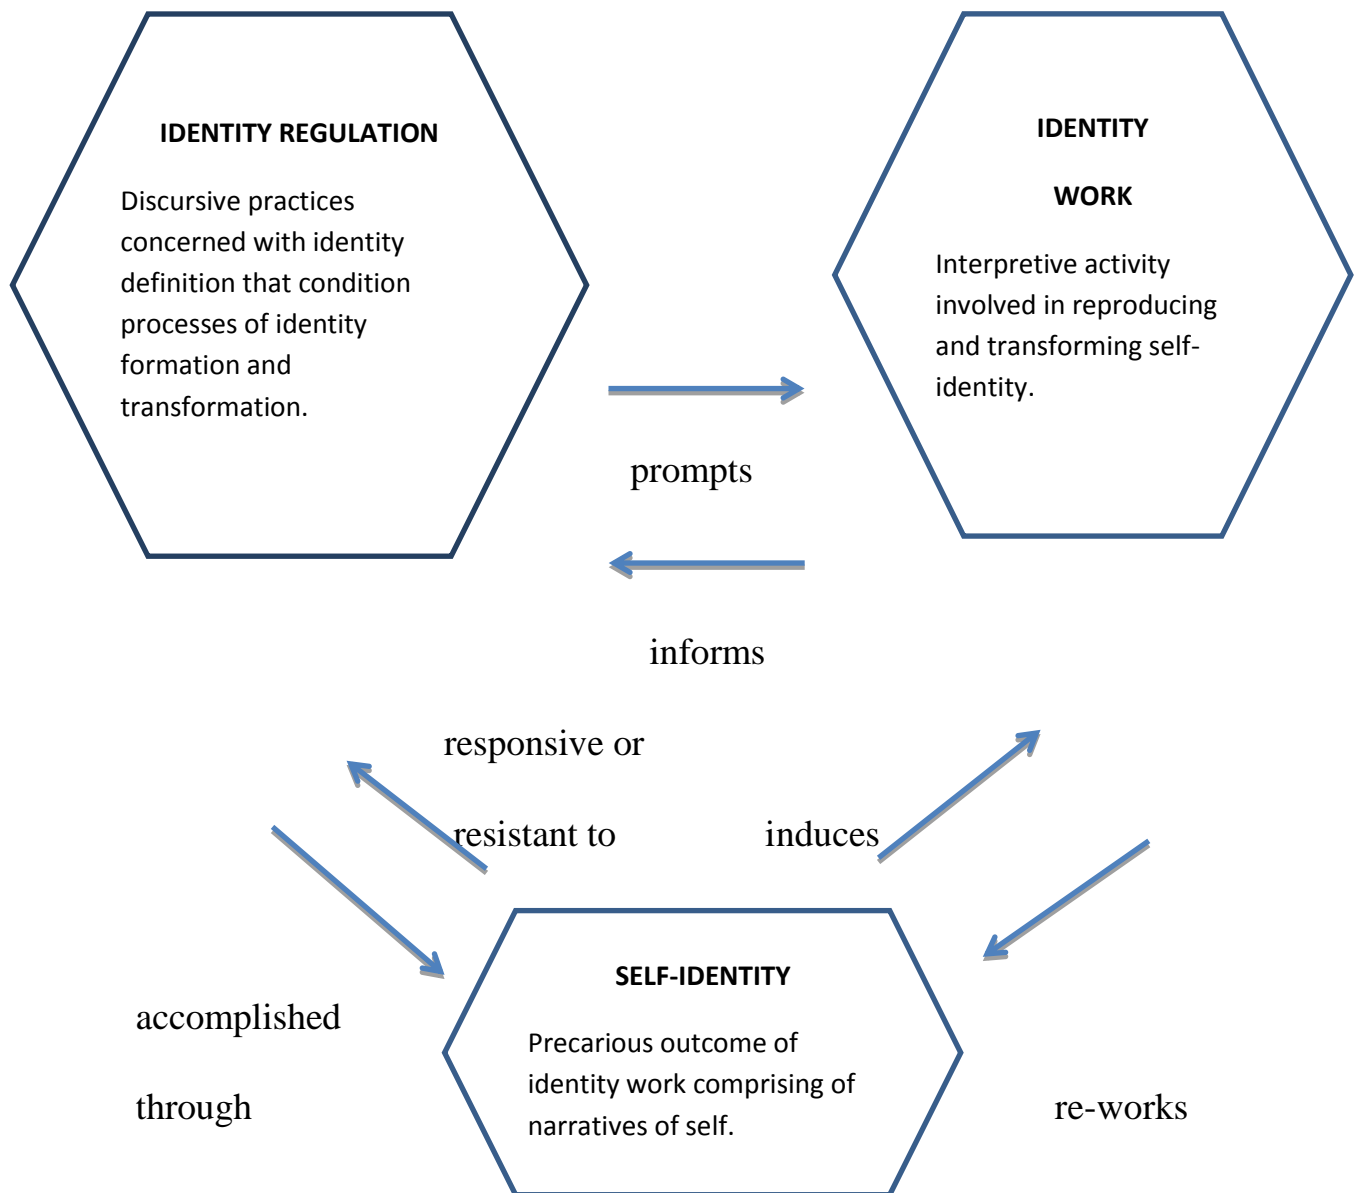 IDENTITY REGULATION
Discursive practices
concerned with identity
definition that condition
processes of identity
formation and
transformation.
IDENTITY
WORK
Interpretive activity
involved in reproducing
and transforming self-
identity.
prompts
informs
responsive or
resistant to
induces
accomplished
through
SELF-IDENTITY
Precarious outcome of
identity work comprising of
narratives of self.
re-works